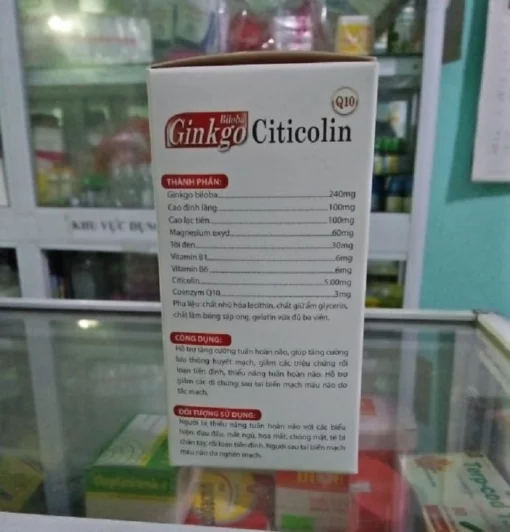 Q10
Biloba
Ginkgo Citicolin
THÀNH PHẦN:
Ginkgo biloba 240mg
Cao đinh lăng 100mg
Cao lạc tiên 100mg
Magnesium oxyd 60mg
Tỏi đen 30mg
Vitamin B1 6mg
Vitamin B6 6mg
Citicolin 5.00mg
Coenzym Q10 3mg
Phụ liệu: chất nhũ hóa lecithin, chất giữ ẩm glycerin,
chất làm bóng sáp ong, gelatin vừa đủ ba viên.
CÔNG DỤNG:
Hỗ trợ tăng cường tuần hoàn não, giúp tăng cường
lưu thông huyết mạch, giảm các triệu chứng rối
loạn tiền đình, thiểu năng tuần hoàn não. Hỗ trợ
giảm các di chứng sau tai biến mạch máu não do
tắc mạch.
ĐỐI TƯỢNG SỬ DỤNG:
Người bị thiểu năng tuần hoàn não với các biểu
hiện: đau đầu, mất ngủ, hoa mắt, chóng mặt, tê bì
chân tay, rối loạn tiền đình. Người sau tai biến mạch
máu não do nghẽn mạch.
KHU VỰC DỤNG